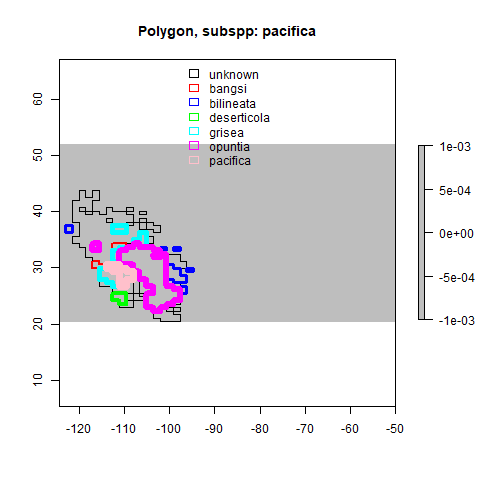 Polygon, subspp: pacifica
unknown
bangsi
bilineata
deserticola
grisea
opuntia
pacifica
60
50
40
30
20
10
1e-03
5e-04
0e+00
-5e-04
-1e-03
-120 -110 -100 -90 -80 -70 -60 -50